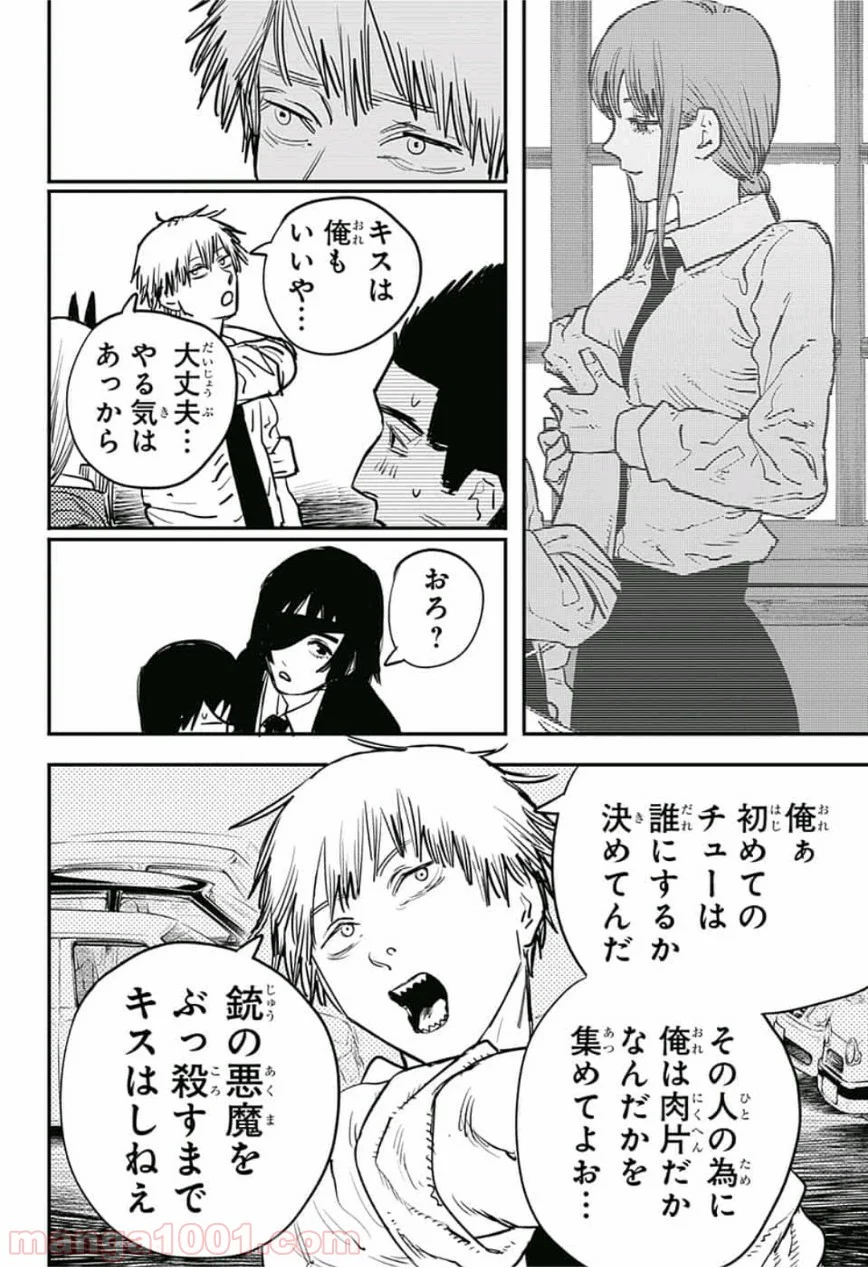 キスは
俺も
いいや…
大丈夫…
やる気は
あっから
おろ?
俺ぁ
初めての
チューは
誰にするか
決めてんだ
その人の為に
俺は肉片だか
なんだかを
集めてよお…
銃の悪魔を
ぶっ殺すまで
キスはしねえ
manga1001.com